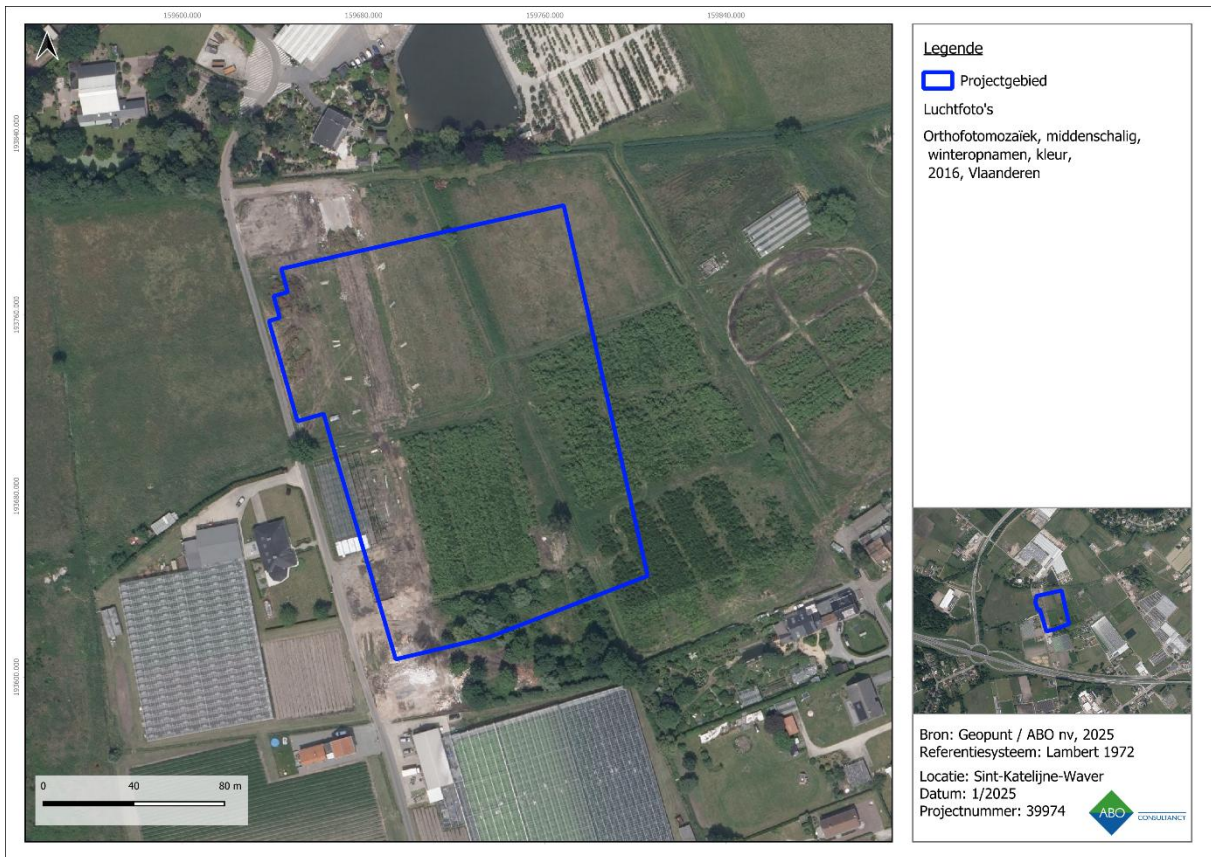 159600.000 159680.000 159760.000 159840.000
193840.000
193760.000
193680.000
193600.000
0 40 80 m
Legende
Projectgebied
Luchtfoto's
Orthofotomozaïek, middenschalig,
winteropnamen, kleur,
2016, Vlaanderen
Bron: Geopunt / ABO nv, 2025
Referentiesysteem: Lambert 1972
Locatie: Sint-Katelijne-Waver
Datum: 1/2025
Projectnummer: 39974
ABO CONSULTANCY